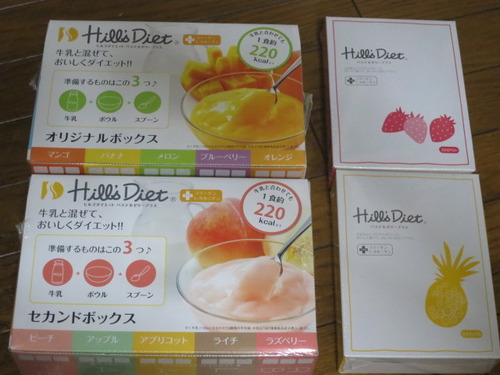 Hill's Diet
牛乳と混ぜて、
おいしくダイエット!!
準備するものはこの3つ♪
牛乳
ボウル
スプーン
オリジナルボックス
牛乳と合わせても
1食約
220
kcal
マンゴ
バナナ
メロン
ブルーベリー
オレンジ
Hill's Diet
Hill's Diet
牛乳と混ぜて、
おいしくダイエット!!
準備するものはこの3つ♪
牛乳
ボウル
スプーン
セカンドボックス
牛乳と合わせても
1食約
220
kcal
ピーチ
アップル
アプリコット
ライチ
ラズベリー
Hill's Diet